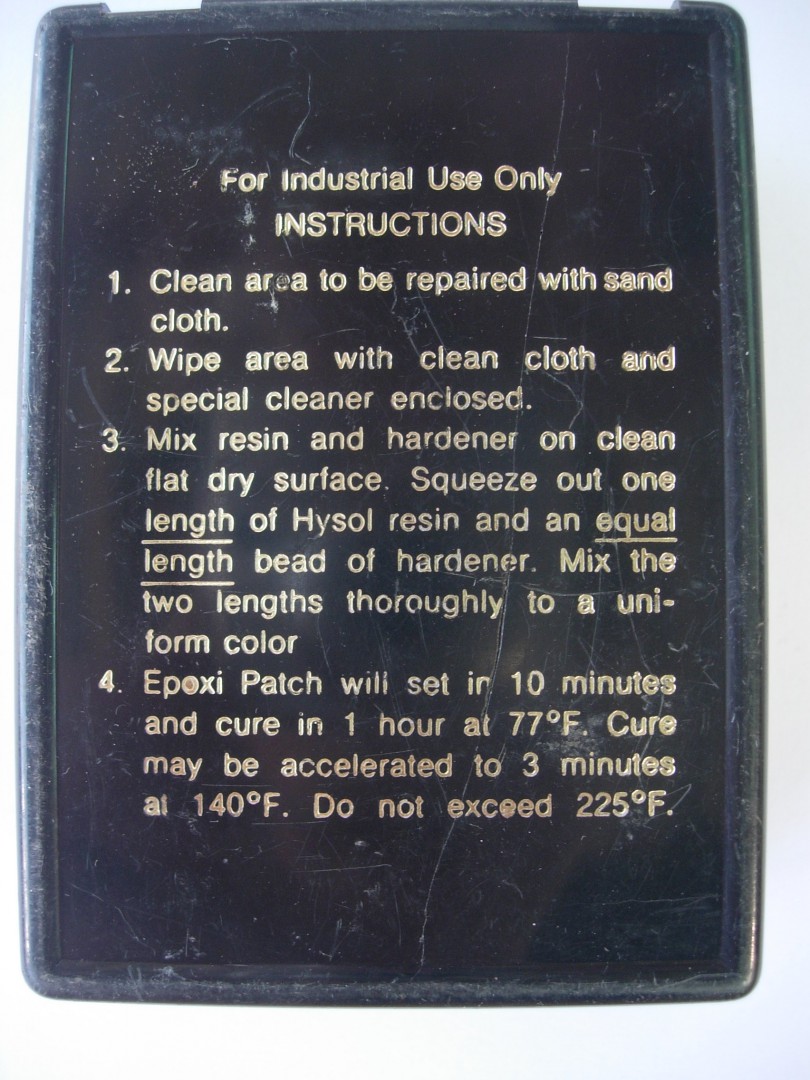 For Industrial Use Only
INSTRUCTIONS
1. Clean area to be repaired with sand
cloth.
2. Wipe area with clean cloth and
special cleaner enclosed.
3. Mix resin and hardener on clean
flat dry surface. Squeeze out one
length of Hysol resin and an equal
length bead of hardener. Mix the
two lengths thoroughly to a uni-
form color
4. Epoxi Patch will set in 10 minutes
and cure in 1 hour at 77°F. Cure
may be accelerated to 3 minutes
at 140°F. Do not exceed 225°F.